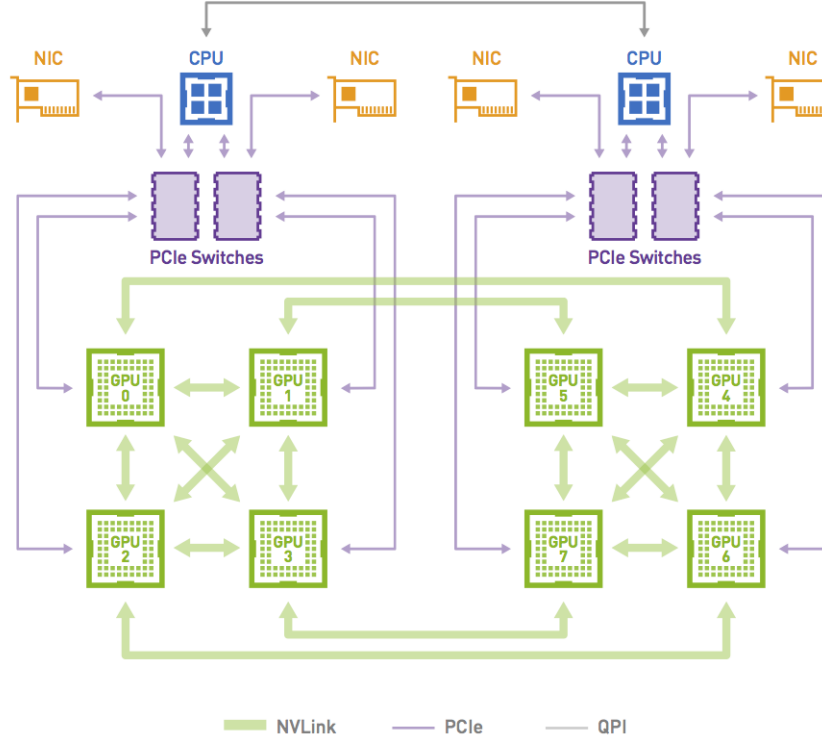 NIC
CPU
NIC
NIC
CPU
NIC
PCIe Switches
PCIe Switches
GPU
0
GPU
1
GPU
5
GPU
4
GPU
2
GPU
3
GPU
7
GPU
6
NVLink
PCIe
QPI